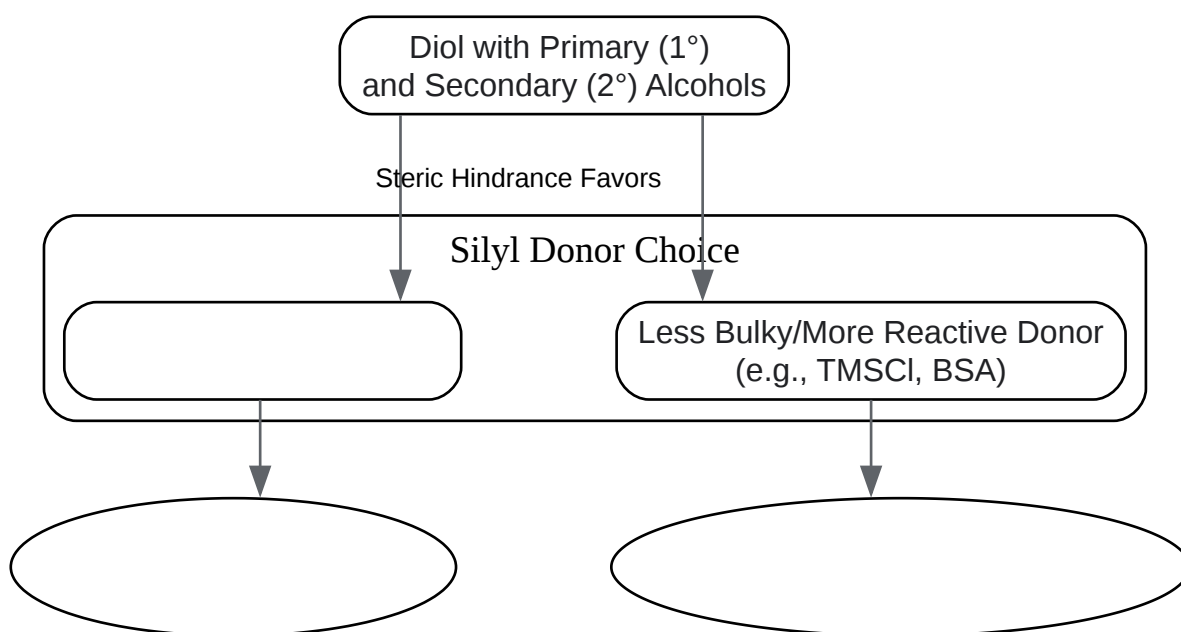 Diol with Primary (1°)
and Secondary (2°) Alcohols
Steric Hindrance Favors
Silyl Donor Choice
Less Bulky/More Reactive Donor
(e.g., TMSCl, BSA)